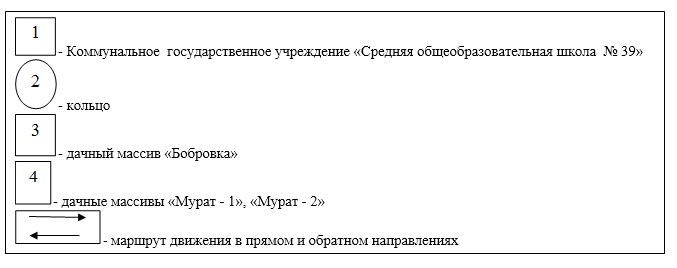 1 - Коммунальное государственное учреждение «Средняя общеобразовательная школа № 39»
2 - кольцо
3 - дачный массив «Бобровка»
4 - дачные массивы «Мурат - 1», «Мурат - 2»
- маршрут движения в прямом и обратном направлениях